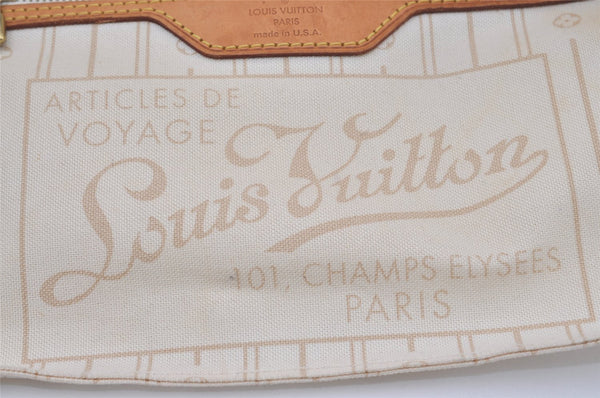 LOUIS VUITTON
PARIS
made in U.S.A.
ARTICLES DE
VOYAGE
Louis Vuitton
101, CHAMPS ELYSEES
PARIS